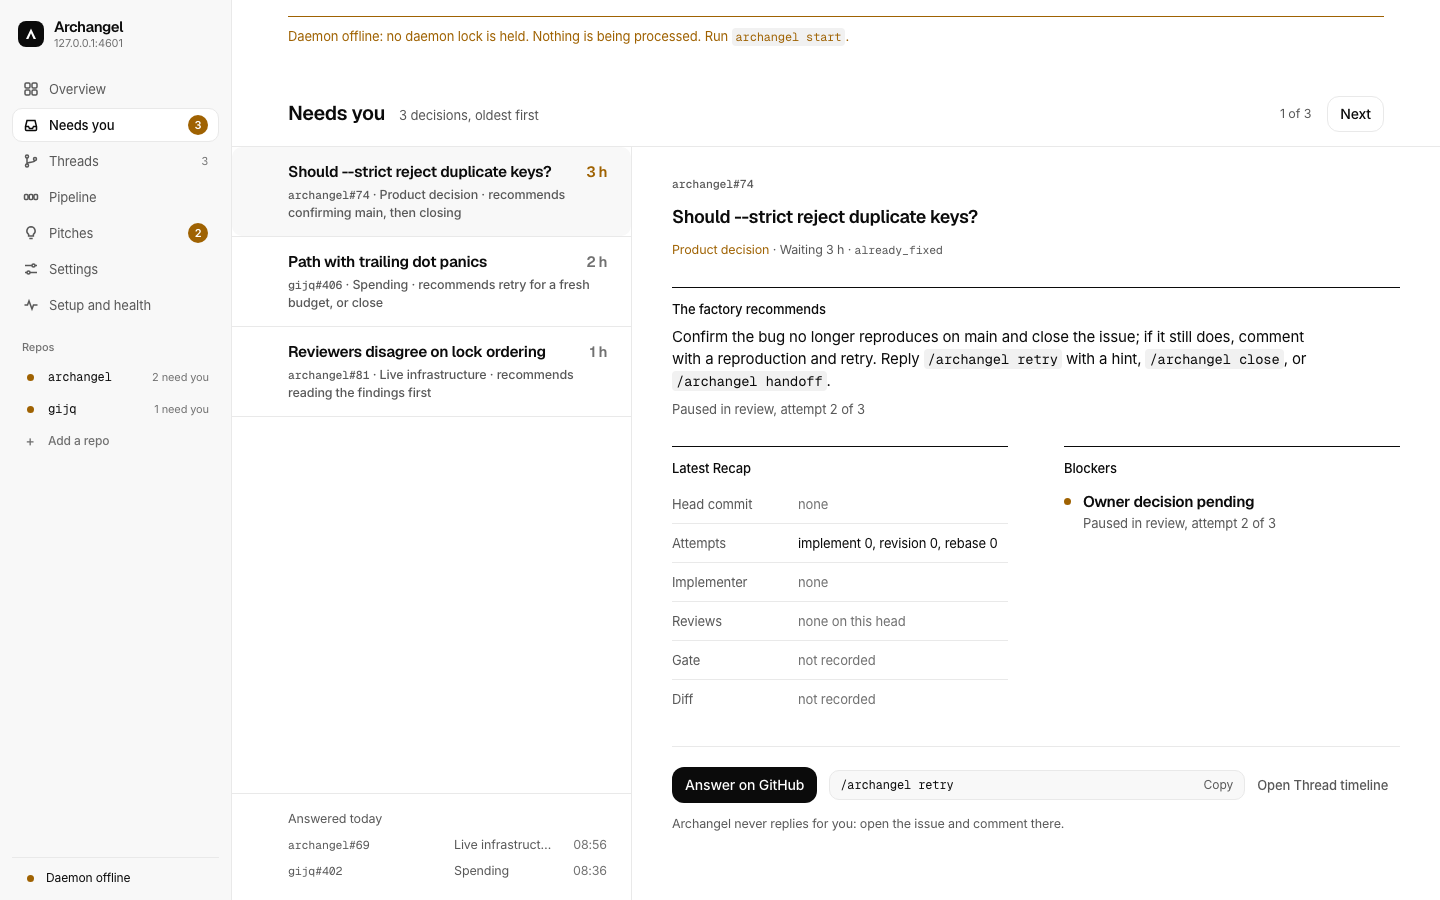 Archangel
127.0.0.1:4601
Overview
Needs you 3
Threads 3
Pipeline
Pitches 2
Settings
Setup and health
Repos
archangel 2 need you
gijq 1 need you
+ Add a repo
Daemon offline
Daemon offline: no daemon lock is held. Nothing is being processed. Run archangel start.
Needs you 3 decisions, oldest first
1 of 3 Next
Should --strict reject duplicate keys? 3 h
archangel#74 · Product decision · recommends
confirming main, then closing
Path with trailing dot panics 2 h
gijq#406 · Spending · recommends retry for a fresh
budget, or close
Reviewers disagree on lock ordering 1 h
archangel#81 · Live infrastructure · recommends
reading the findings first
Answered today
archangel#69 Live infrastruct... 08:56
gijq#402 Spending 08:36
archangel#74
Should --strict reject duplicate keys?
Product decision · Waiting 3 h · already_fixed
The factory recommends
Confirm the bug no longer reproduces on main and close the issue; if it still does, comment
with a reproduction and retry. Reply /archangel retry with a hint, /archangel close, or
/archangel handoff.
Paused in review, attempt 2 of 3
Latest Recap
Head commit none
Attempts implement 0, revision 0, rebase 0
Implementer none
Reviews none on this head
Gate not recorded
Diff not recorded
Blockers
Owner decision pending
Paused in review, attempt 2 of 3
Answer on GitHub /archangel retry Copy Open Thread timeline
Archangel never replies for you: open the issue and comment there.